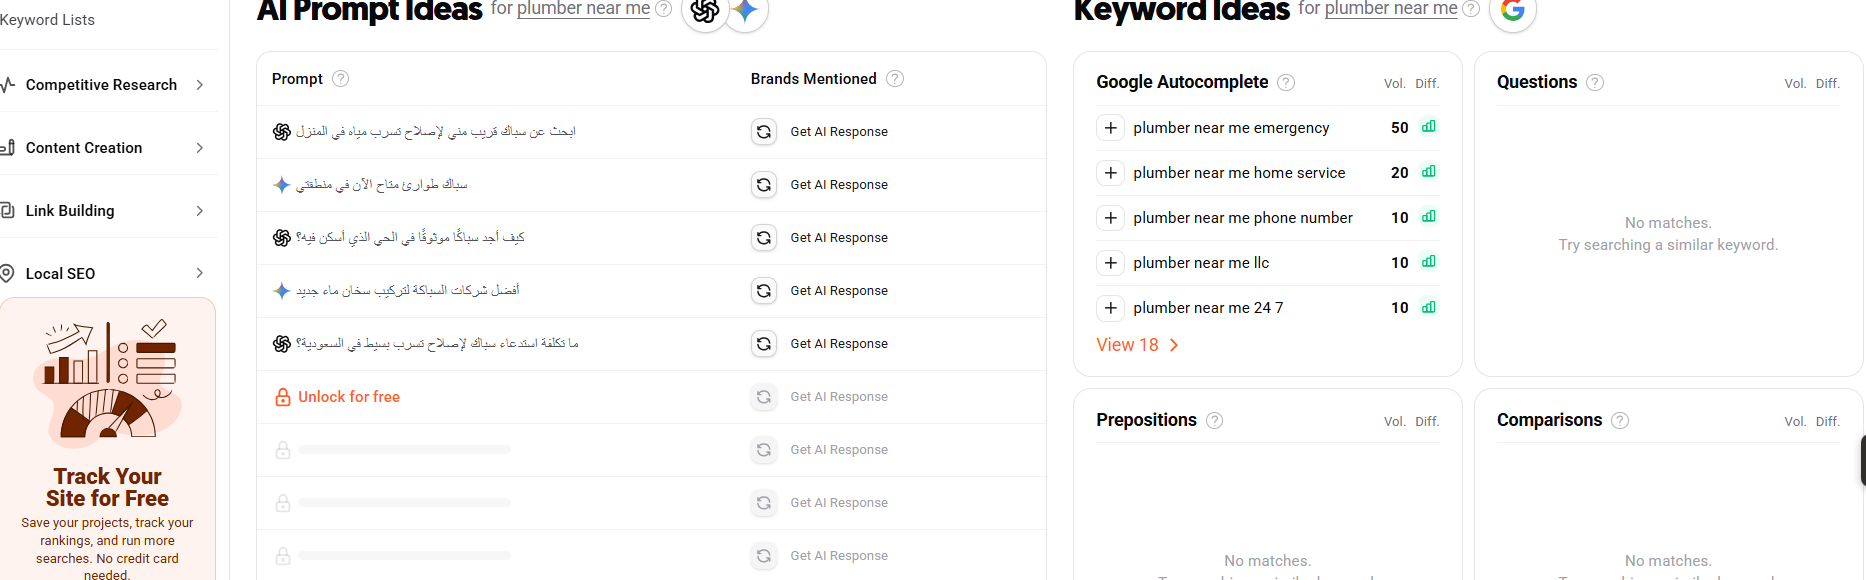 Keyword Lists
Competitive Research
Content Creation
Link Building
Local SEO
Track Your
Site for Free
Save your projects, track your
rankings, and run more
searches. No credit card
needed.
AI Prompt Ideas for plumber near me
Prompt
Brands Mentioned
ابحث عن سباك قريب مني لإصلاح تسرب مياه في المنزل
Get AI Response
سباك طوارئ متاح الآن في منطقتي
Get AI Response
كيف أجد سباكًا موثوقًا في الحي الذي أسكن فيه؟
Get AI Response
أفضل شركات السباكة لتركيب سخان ماء جديد
Get AI Response
ما تكلفة استدعاء سباك لإصلاح تسرب بسيط في السعودية؟
Get AI Response
Unlock for free
Get AI Response
Get AI Response
Get AI Response
Get AI Response
Keyword Ideas for plumber near me
Google Autocomplete Vol. Diff.
plumber near me emergency 50
plumber near me home service 20
plumber near me phone number 10
plumber near me llc 10
plumber near me 24 7 10
View 18
Questions Vol. Diff.
No matches.
Try searching a similar keyword.
Prepositions Vol. Diff.
No matches.
Comparisons Vol. Diff.
No matches.